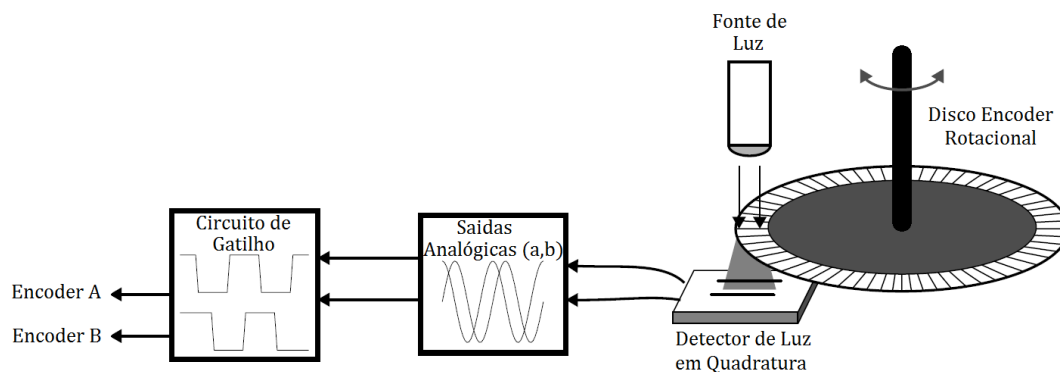 Fonte de
Luz
Disco Encoder
Rotacional
Circuito de
Gatilho
Saidas
Analógicas (a,b)
Encoder A
Encoder B
Detector de Luz
em Quadratura